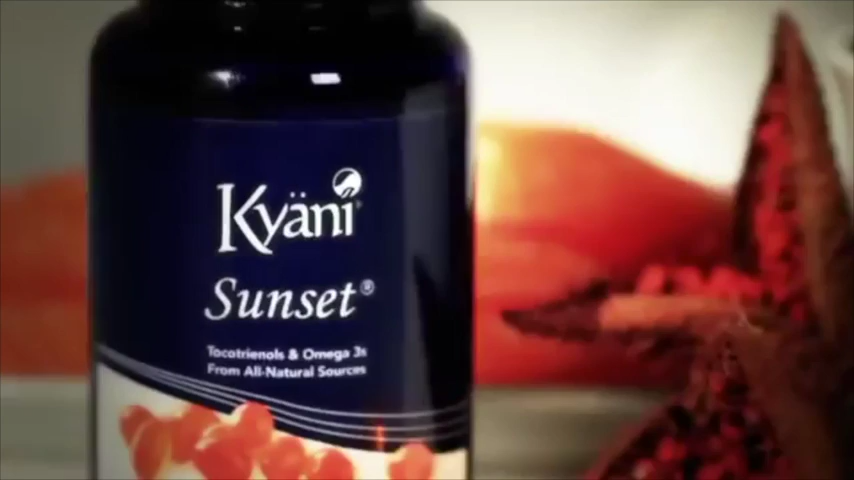 Kyäni®
Sunset®
Tocotrienols & Omega 3s
From All-Natural Sources